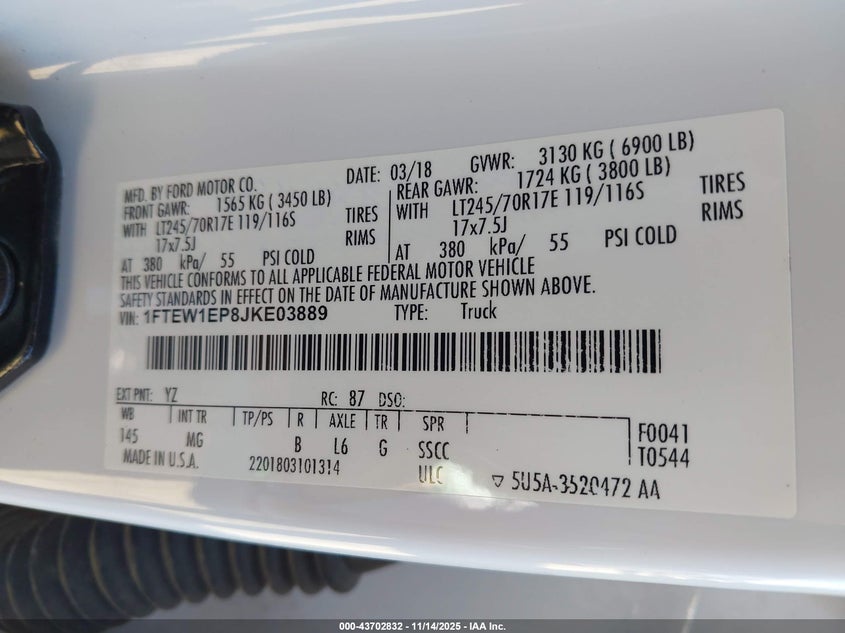 MFD. BY FORD MOTOR CO. DATE: 03/18 GVWR: 3130 KG ( 6900 LB)
FRONT GAWR: 1565 KG ( 3450 LB) REAR GAWR: 1724 KG ( 3800 LB)
WITH LT245/70R17E 119/116S TIRES WITH LT245/70R17E 119/116S TIRES
17x7.5J RIMS 17x7.5J RIMS
AT 380 kPa/ 55 PSI COLD AT 380 kPa/ 55 PSI COLD
THIS VEHICLE CONFORMS TO ALL APPLICABLE FEDERAL MOTOR VEHICLE
SAFETY STANDARDS IN EFFECT ON THE DATE OF MANUFACTURE SHOWN ABOVE.
VIN: 1FTEW1EP8JKE03889 TYPE: Truck
EXT PNT: YZ RC: 87 DSO:
WB INT TR TP/PS R AXLE TR SPR F0041
145 MG B L6 G SSCC T0544
MADE IN U.S.A. 2201803101314 ULC ▽ 5U5A-3520472 AA
000-43702832 - 11/14/2025 - IAA Inc.